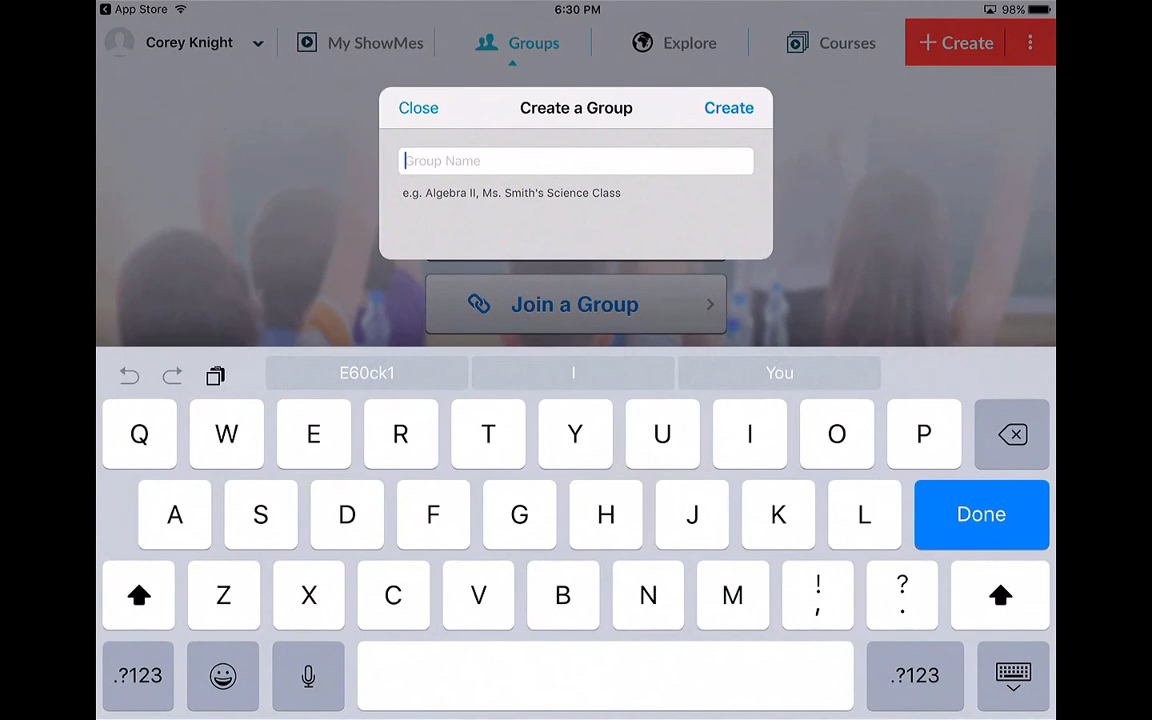 App Store 6:30 PM 98%
Corey Knight My ShowMes Groups Explore Courses + Create
Close Create a Group Create
Group Name
e.g. Algebra II, Ms. Smith's Science Class
Join a Group
E60ck1 I You
Q W E R T Y U I O P
A S D F G H J K L Done
Z X C V B N M ! , ? .
.?123 .?123